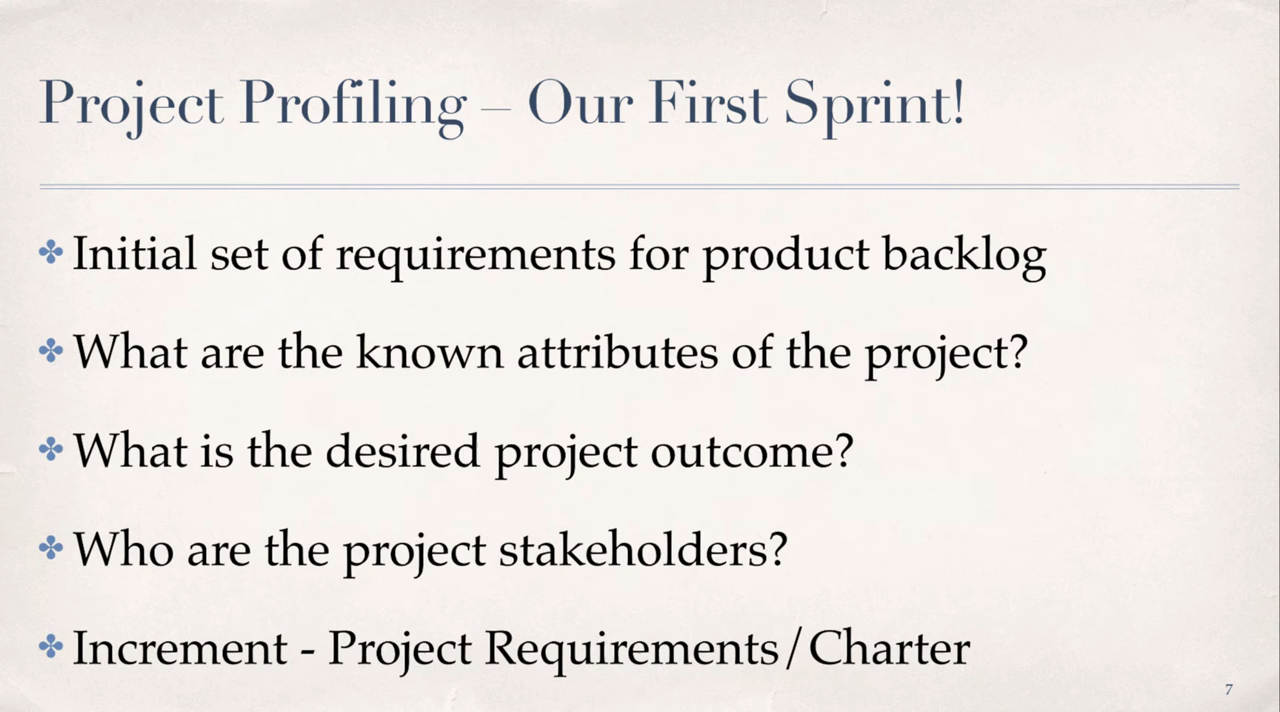 Project Profiling – Our First Sprint!
✤ Initial set of requirements for product backlog
✤ What are the known attributes of the project?
✤ What is the desired project outcome?
✤ Who are the project stakeholders?
✤ Increment - Project Requirements/Charter
7